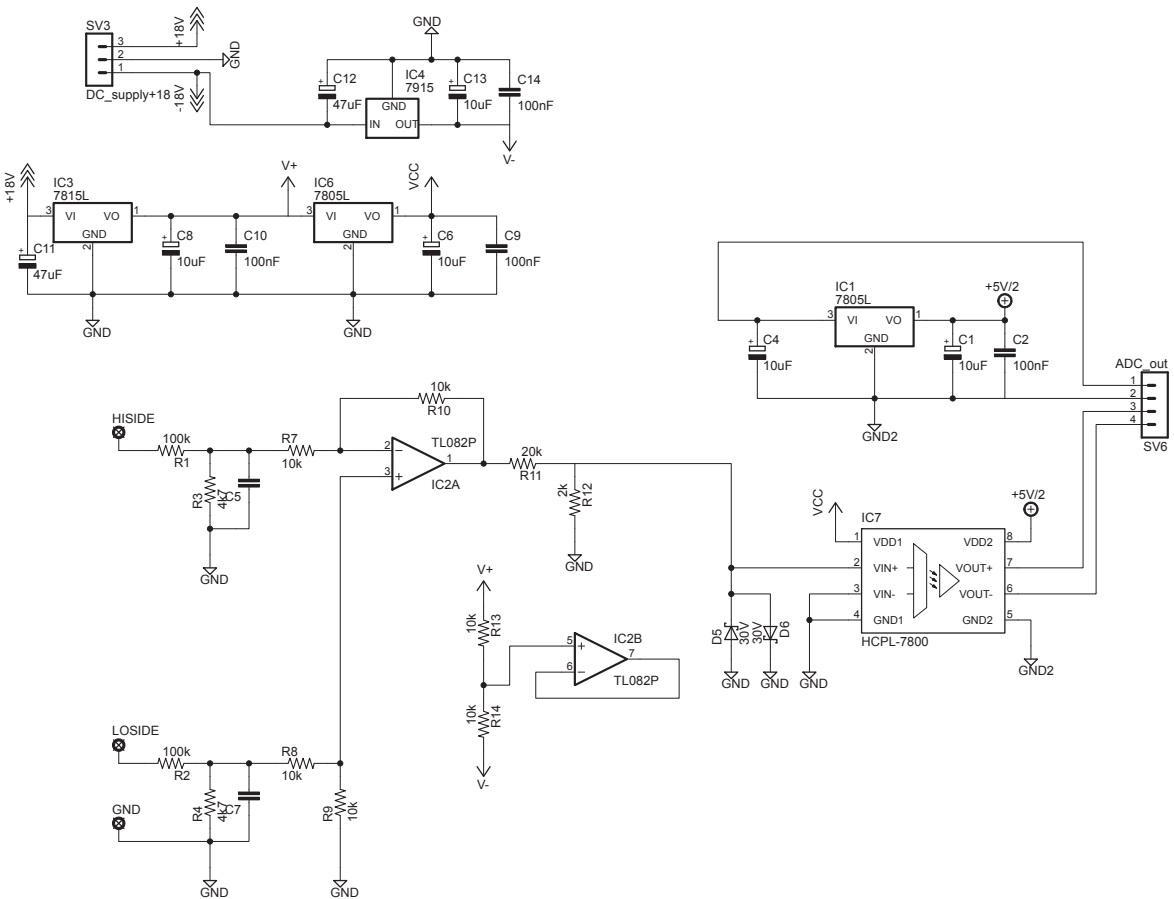 SV3
3
2
1
DC_supply+18
+18V
-18V
GND
GND
C12
47uF
IC4
7915
GND
IN
OUT
C13
10uF
C14
100nF
V-
+18V
IC3
7815L
3
VI
VO
1
GND
2
C11
47uF
C8
10uF
C10
100nF
V+
IC6
7805L
3
VI
VO
1
GND
2
VCC
C6
10uF
C9
100nF
GND
GND
IC1
7805L
3
VI
VO
1
GND
2
+5V/2
C4
10uF
C1
10uF
C2
100nF
GND2
ADC_out
1
2
3
4
SV6
HISIDE
100k
R1
R3
4k7
C5
GND
R7
10k
10k
R10
2
3
1
TL082P
IC2A
20k
R11
2k
R12
GND
V+
10k
R13
10k
R14
V-
5
6
7
IC2B
TL082P
D5
30V
30V
D6
GND
GND
GND
VCC
IC7
1
VDD1
2
VIN+
3
VIN-
4
GND1
VDD2
8
VOUT+
7
VOUT-
6
GND2
5
HCPL-7800
+5V/2
GND2
LOSIDE
100k
R2
R4
4k7
C7
GND
GND
R8
10k
R9
10k
GND